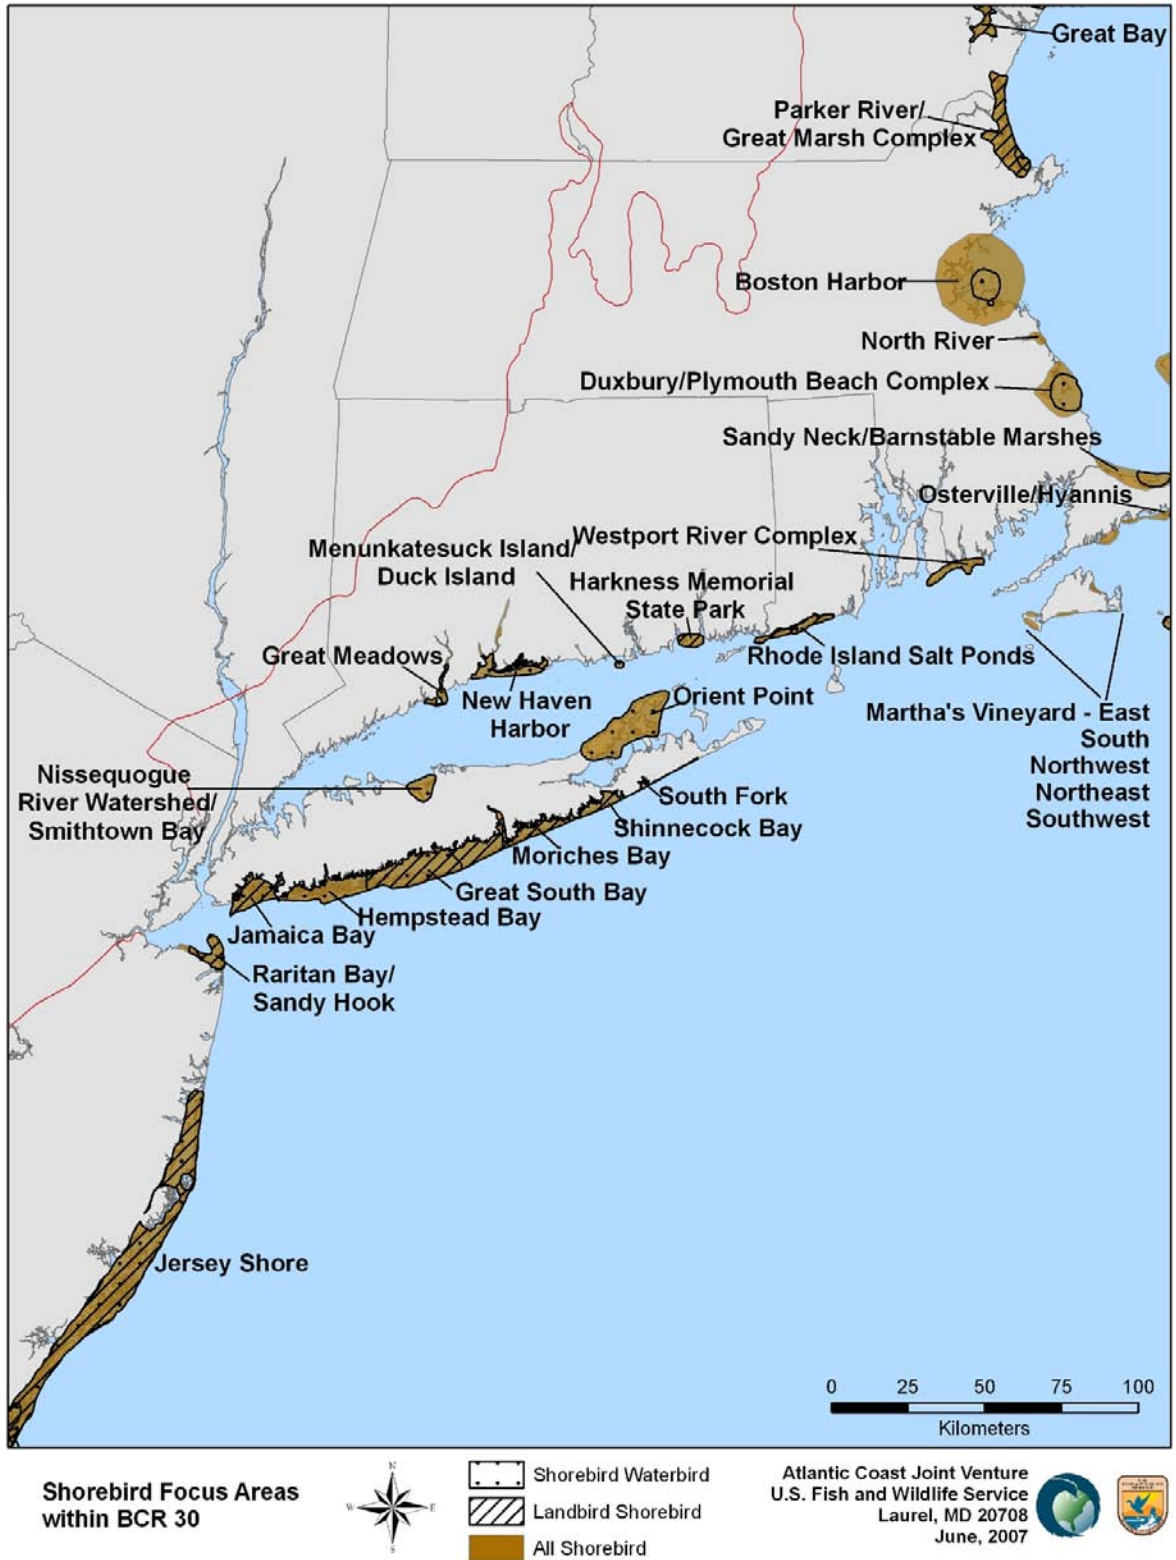 Great Bay
Parker River/
Great Marsh Complex
Boston Harbor
North River
Duxbury/Plymouth Beach Complex
Sandy Neck/Barnstable Marshes
Osterville/Hyannis
Westport River Complex
Menunkatesuck Island/
Duck Island
Harkness Memorial
State Park
Great Meadows
Rhode Island Salt Ponds
New Haven
Harbor
Orient Point
Martha's Vineyard - East
South
Northwest
Northeast
Southwest
Nissequogue
River Watershed/
Smithtown Bay
South Fork
Shinnecock Bay
Moriches Bay
Great South Bay
Hempstead Bay
Jamaica Bay
Raritan Bay/
Sandy Hook
Jersey Shore
0 25 50 75 100
Kilometers
Shorebird Focus Areas
within BCR 30
N
W E
S
Shorebird Waterbird
Landbird Shorebird
All Shorebird
Atlantic Coast Joint Venture
U.S. Fish and Wildlife Service
Laurel, MD 20708
June, 2007